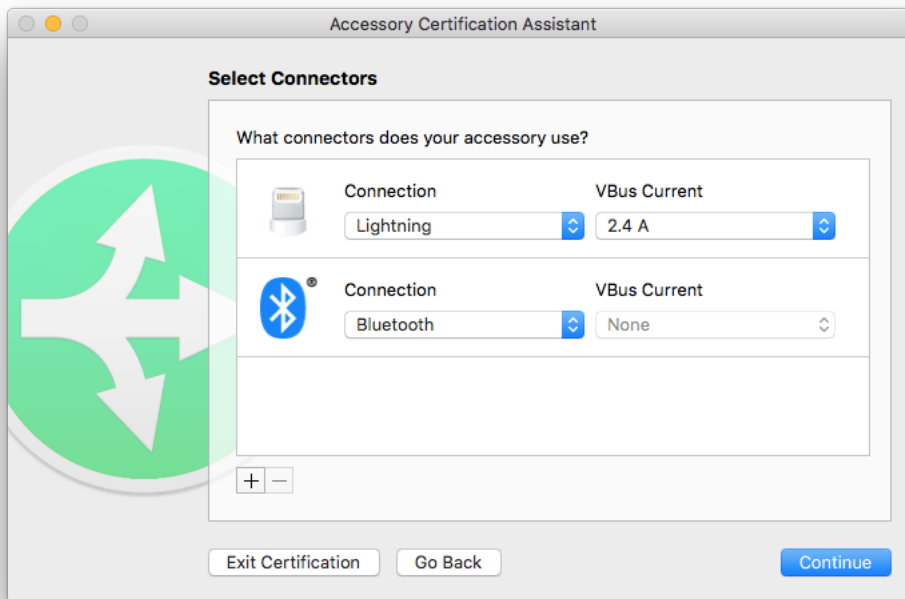 Accessory Certification Assistant
Select Connectors
What connectors does your accessory use?
Connection VBus Current
Lightning 2.4 A
®
Connection VBus Current
Bluetooth None
+ −
Exit Certification Go Back Continue